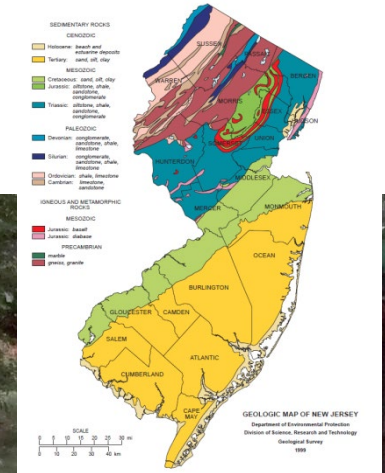 SEDIMENTARY ROCKS
CENOZOIC
Holocene: beach and
estuarine deposits
Tertiary: sand, silt, clay
MESOZOIC
Cretaceous: sand, silt, clay
Jurassic: siltstone, shale,
sandstone,
conglomerate
Triassic: siltstone, shale,
sandstone,
conglomerate
PALEOZOIC
Devonian: conglomerate,
sandstone, shale,
limestone
Silurian: conglomerate,
sandstone, shale,
limestone
Ordovician: shale, limestone
Cambrian: limestone,
sandstone
IGNEOUS AND METAMORPHIC
ROCKS
MESOZOIC
Jurassic: basalt
Jurassic: diabase
PRECAMBRIAN
marble
gneiss, granite
SUSSEX
PASSAIC
BERGEN
WARREN
MORRIS
ESSEX
HUDSON
UNION
SOMERSET
HUNTERDON
MIDDLESEX
MERCER
MONMOUTH
OCEAN
BURLINGTON
GLOUCESTER
CAMDEN
SALEM
ATLANTIC
CUMBERLAND
CAPE
MAY
SCALE
0 5 10 15 20 25 30 mi
0 10 20 30 40 km
GEOLOGIC MAP OF NEW JERSEY
Department of Environmental Protection
Division of Science, Research and Technology
Geological Survey
1999